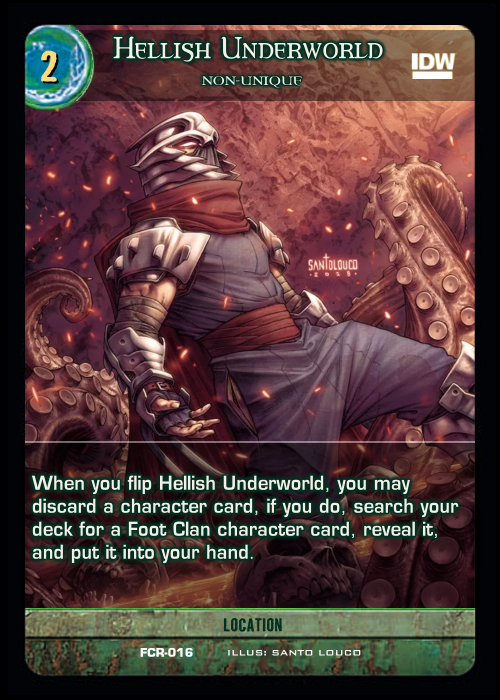 2
Hellish Underworld
NON-UNIQUE
IDW
SANTOLOUCO
2025
When you flip Hellish Underworld, you may
discard a character card, if you do, search your
deck for a Foot Clan character card, reveal it,
and put it into your hand.
LOCATION
FCR-016 ILLUS: SANTO LOUCO